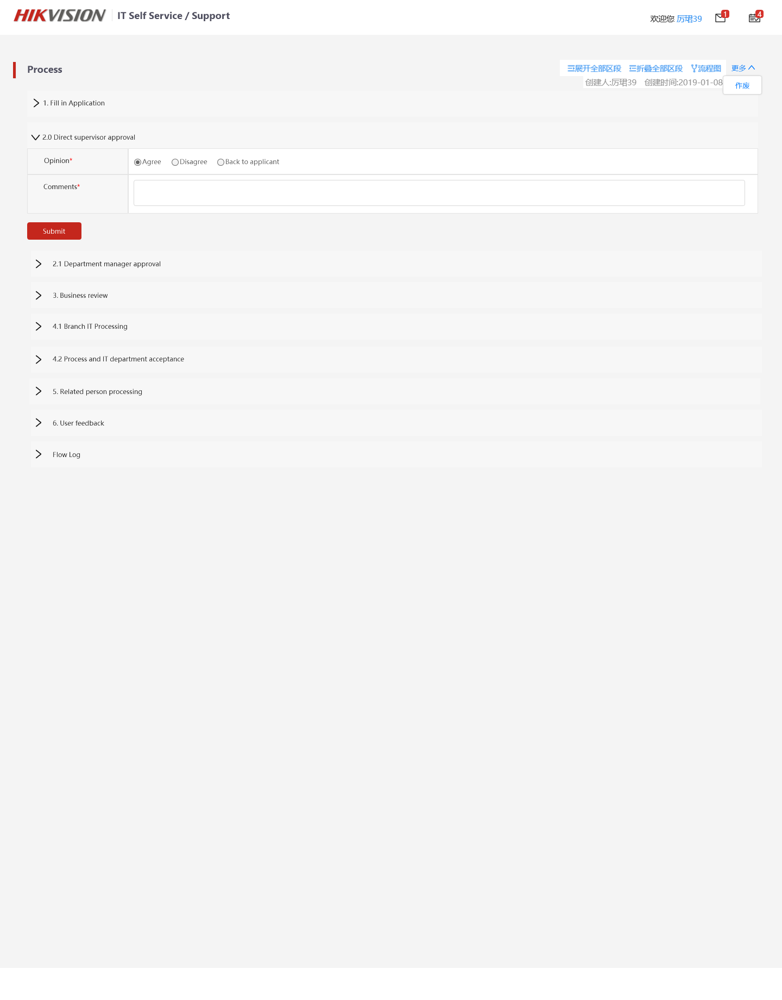 HIKVISION IT Self Service / Support
欢迎您 厉珺39 1 4
Process
展开全部区段 折叠全部区段 流程图 更多
创建人:厉珺39 创建时间:2019-01-08
作废
1. Fill in Application
2.0 Direct supervisor approval
Opinion* Agree Disagree Back to applicant
Comments*
Submit
2.1 Department manager approval
3. Business review
4.1 Branch IT Processing
4.2 Process and IT department acceptance
5. Related person processing
6. User feedback
Flow Log